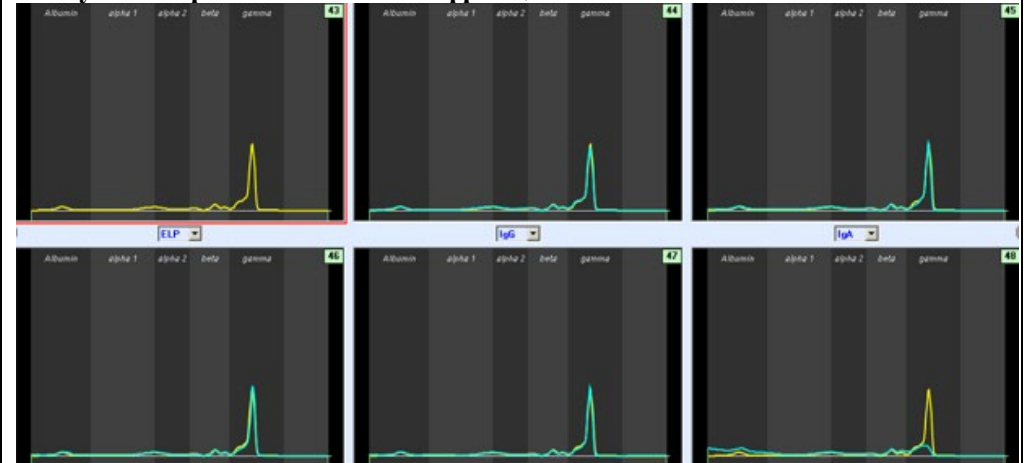 Albumin alpha 1 alpha 2 beta gamma 43
Albumin alpha 1 alpha 2 beta gamma 44
Albumin alpha 1 alpha 2 beta gamma 45
ELP
IgG
IgA
Albumin alpha 1 alpha 2 beta gamma 46
Albumin alpha 1 alpha 2 beta gamma 47
Albumin alpha 1 alpha 2 beta gamma 48